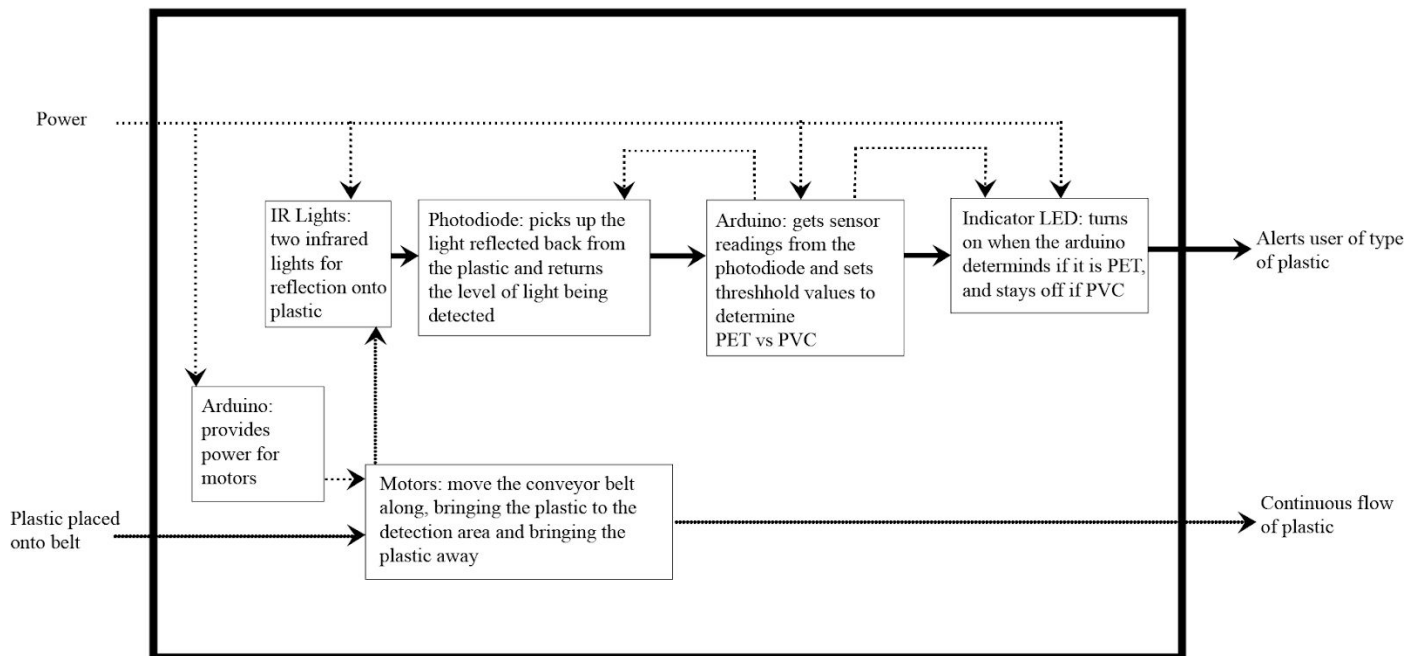 Power
IR Lights:
two infrared
lights for
reflection onto
plastic
Photodiode: picks up the
light reflected back from
the plastic and returns
the level of light being
detected
Arduino: gets sensor
readings from the
photodiode and sets
threshhold values to
determine
PET vs PVC
Indicator LED: turns
on when the arduino
determinds if it is PET,
and stays off if PVC
Alerts user of type
of plastic
Arduino:
provides
power for
motors
Motors: move the conveyor belt
along, bringing the plastic to the
detection area and bringing the
plastic away
Plastic placed
onto belt
Continuous flow
of plastic